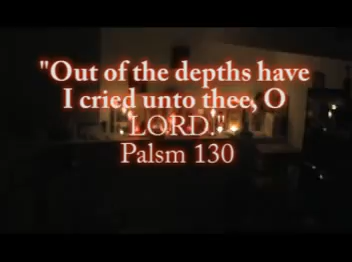 "Out of the depths have
I cried unto thee, O
LORD."
Palsm 130